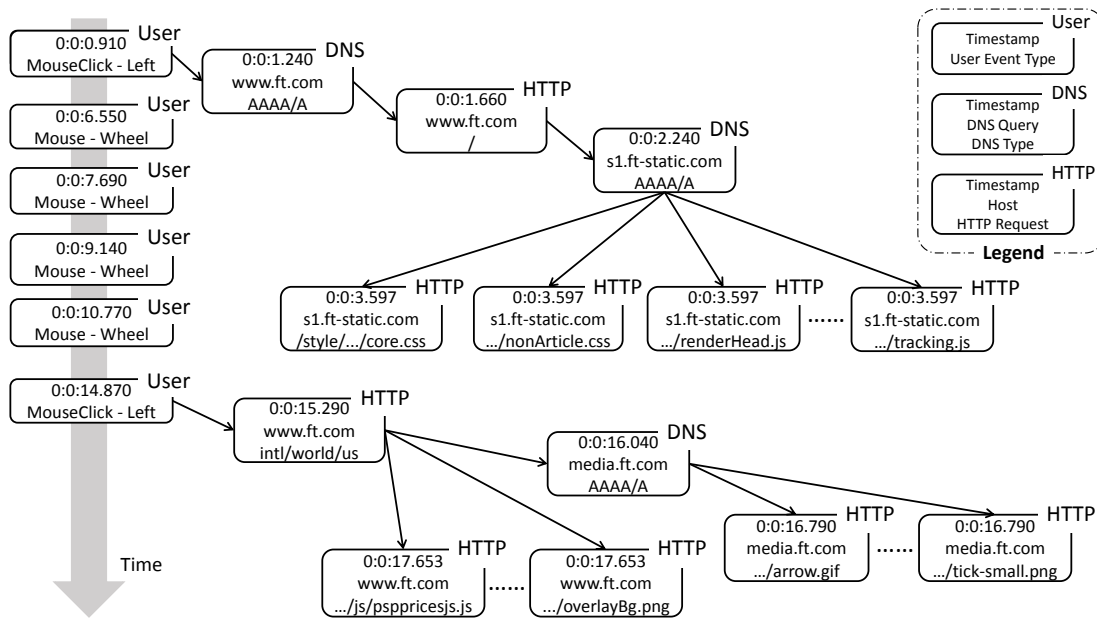 User
0:0:0.910
MouseClick - Left
DNS
0:0:1.240
www.ft.com
AAAA/A
HTTP
0:0:1.660
www.ft.com
/
DNS
0:0:2.240
s1.ft-static.com
AAAA/A
User
Timestamp
User Event Type
DNS
Timestamp
DNS Query
DNS Type
HTTP
Timestamp
Host
HTTP Request
Legend
User
0:0:6.550
Mouse - Wheel
User
0:0:7.690
Mouse - Wheel
User
0:0:9.140
Mouse - Wheel
User
0:0:10.770
Mouse - Wheel
HTTP
0:0:3.597
s1.ft-static.com
/style/.../core.css
HTTP
0:0:3.597
s1.ft-static.com
.../nonArticle.css
HTTP
0:0:3.597
s1.ft-static.com
.../renderHead.js
......
HTTP
0:0:3.597
s1.ft-static.com
.../tracking.js
User
0:0:14.870
MouseClick - Left
HTTP
0:0:15.290
www.ft.com
intl/world/us
DNS
0:0:16.040
media.ft.com
AAAA/A
HTTP
0:0:16.790
media.ft.com
.../arrow.gif
......
HTTP
0:0:16.790
media.ft.com
.../tick-small.png
HTTP
0:0:17.653
www.ft.com
.../js/psppricesjs.js
......
HTTP
0:0:17.653
www.ft.com
.../overlayBg.png
Time